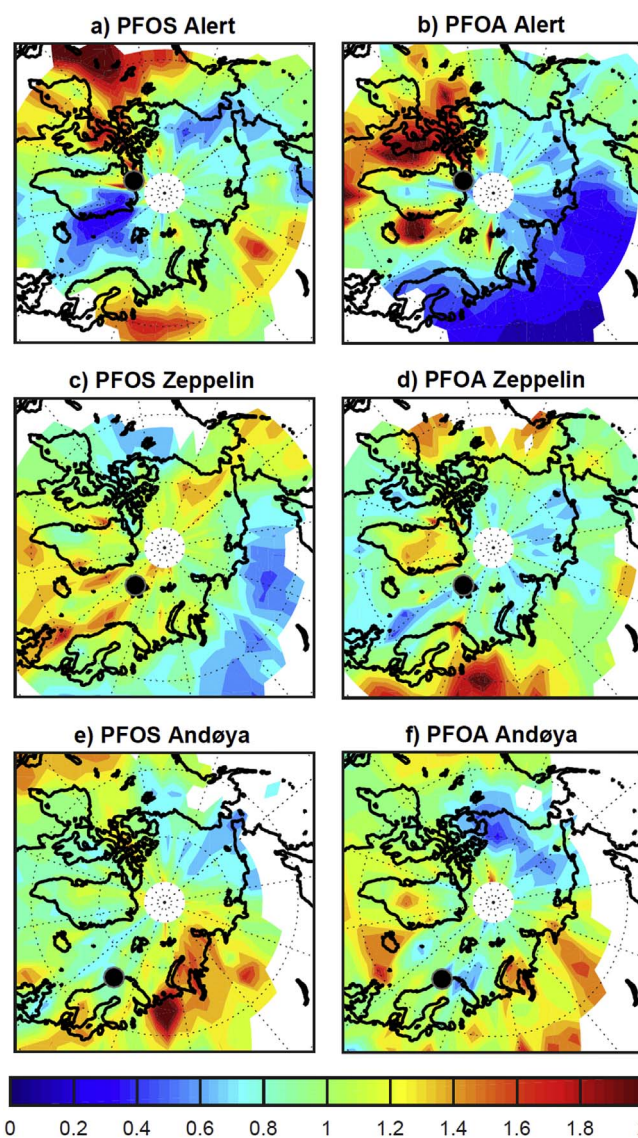 a) PFOS Alert
b) PFOA Alert
c) PFOS Zeppelin
d) PFOA Zeppelin
e) PFOS Andøya
f) PFOA Andøya
0 0.2 0.4 0.6 0.8 1 1.2 1.4 1.6 1.8